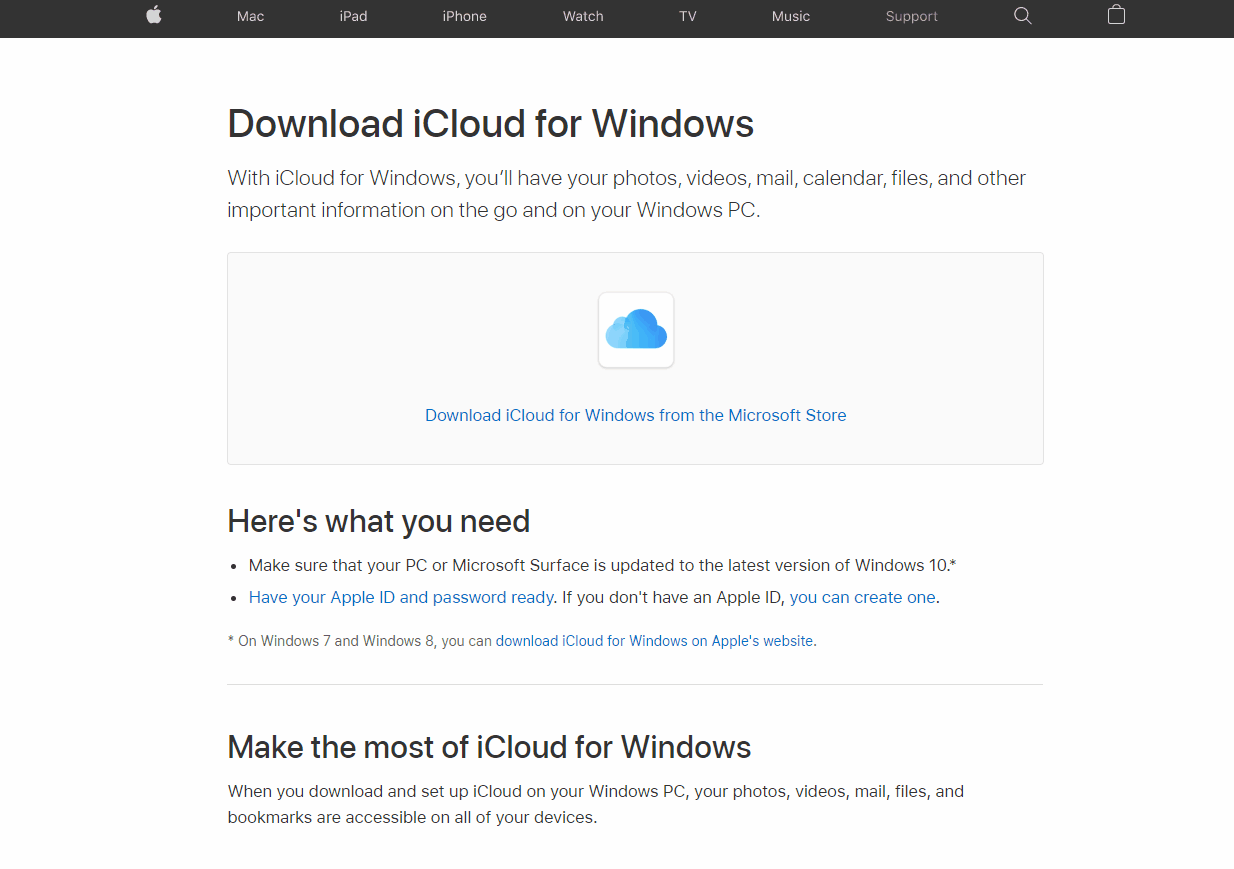 Mac iPad iPhone Watch TV Music Support
Download iCloud for Windows
With iCloud for Windows, you’ll have your photos, videos, mail, calendar, files, and other
important information on the go and on your Windows PC.
Download iCloud for Windows from the Microsoft Store
Here's what you need
• Make sure that your PC or Microsoft Surface is updated to the latest version of Windows 10.*
• Have your Apple ID and password ready. If you don't have an Apple ID, you can create one.
* On Windows 7 and Windows 8, you can download iCloud for Windows on Apple's website.
Make the most of iCloud for Windows
When you download and set up iCloud on your Windows PC, your photos, videos, mail, files, and
bookmarks are accessible on all of your devices.